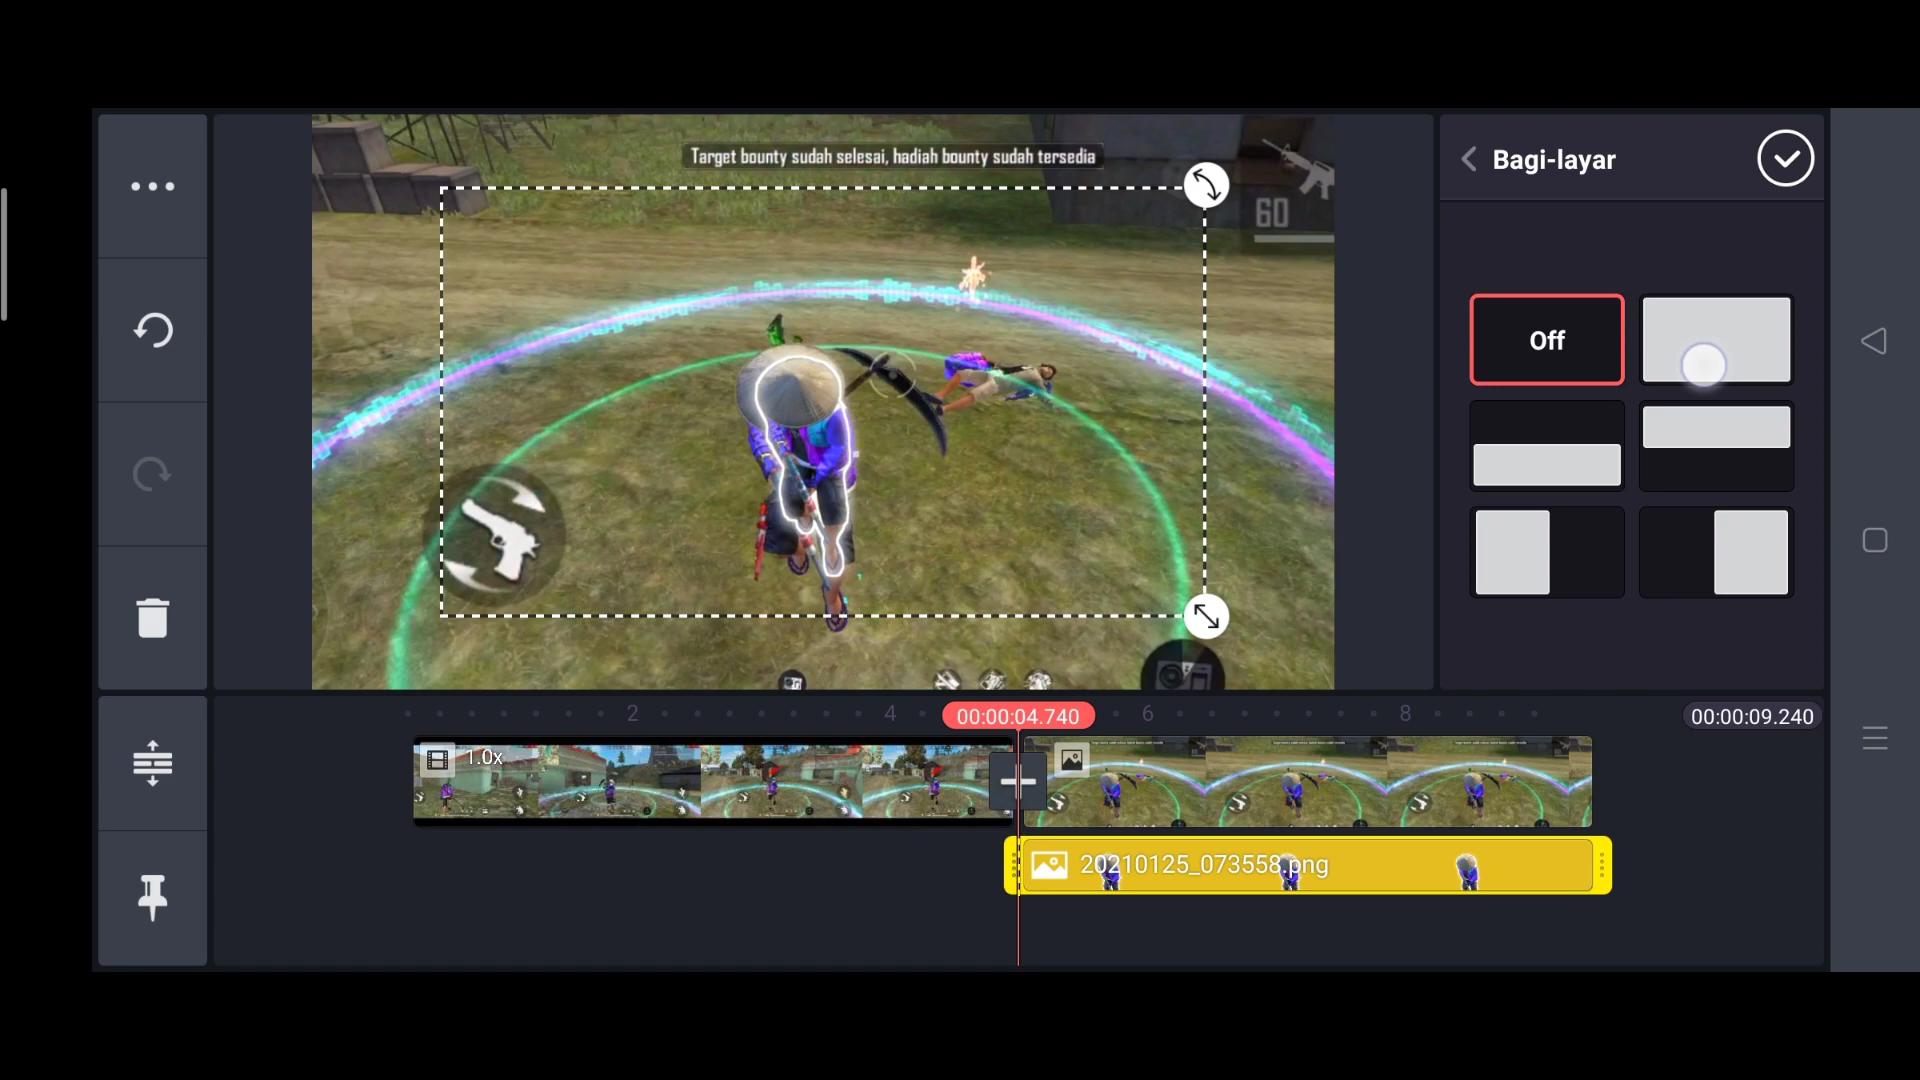 Target bounty sudah selesai, hadiah bounty sudah tersedia
60
Bagi-layar
Off
2
4
00:00:04.740
6
8
00:00:09.240
1.0x
20210125_073558.png